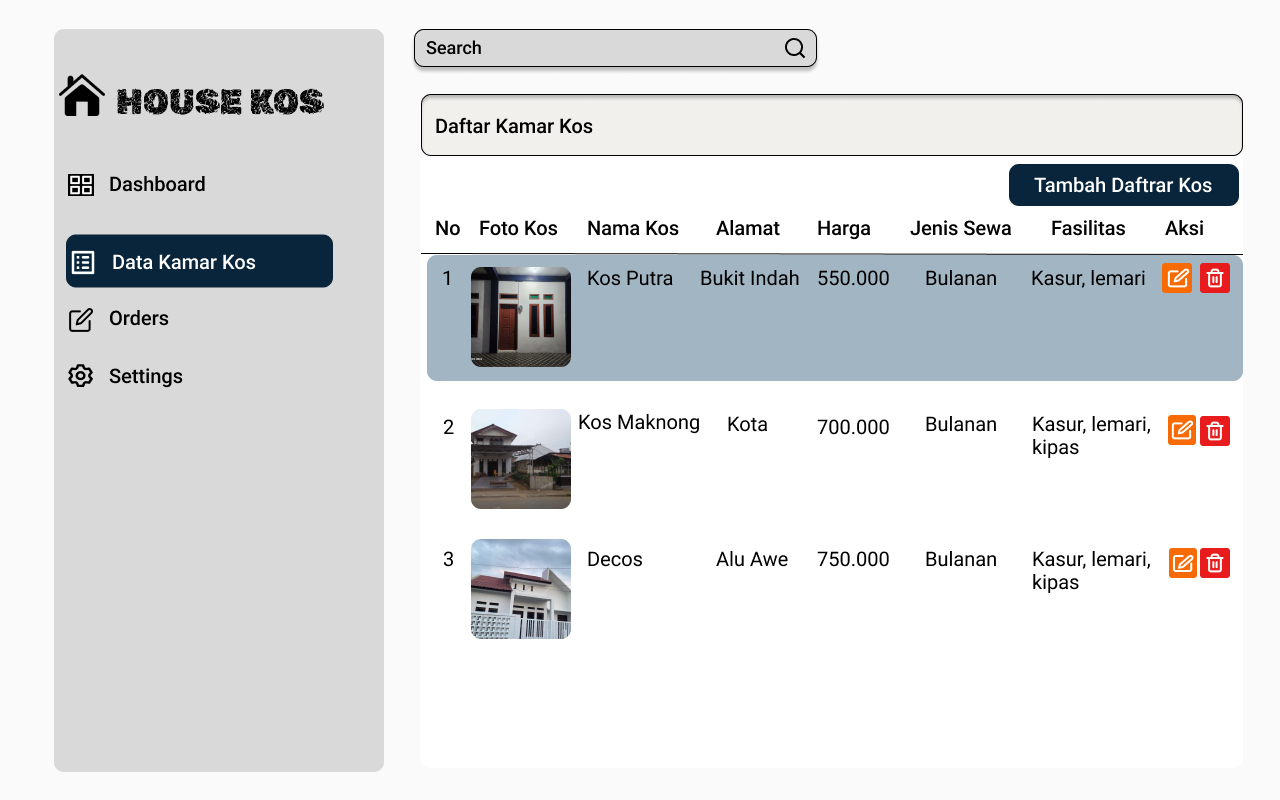 HOUSE KOS
Dashboard
Data Kamar Kos
Orders
Settings
Search
Daftar Kamar Kos
Tambah Daftrar Kos
No Foto Kos Nama Kos Alamat Harga Jenis Sewa Fasilitas Aksi
1 Kos Putra Bukit Indah 550.000 Bulanan Kasur, lemari
2 Kos Maknong Kota 700.000 Bulanan Kasur, lemari,
kipas
3 Decos Alu Awe 750.000 Bulanan Kasur, lemari,
kipas